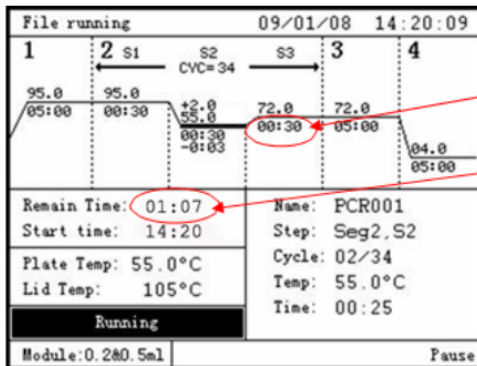 File running 09/01/08 14:20:09
1 2 S1 S2 S3 3 4
CYC=34
95.0 95.0 +2.0 72.0 72.0
05:00 00:30 55.0 00:30 05:00
00:30
-0:03
04.0
05:00
Remain Time: 01:07
Start time: 14:20
Plate Temp: 55.0°C
Lid Temp: 105°C
Running
Name: PCR001
Step: Seg2,S2
Cycle: 02/34
Temp: 55.0°C
Time: 00:25
Module:0.2&0.5ml Pause